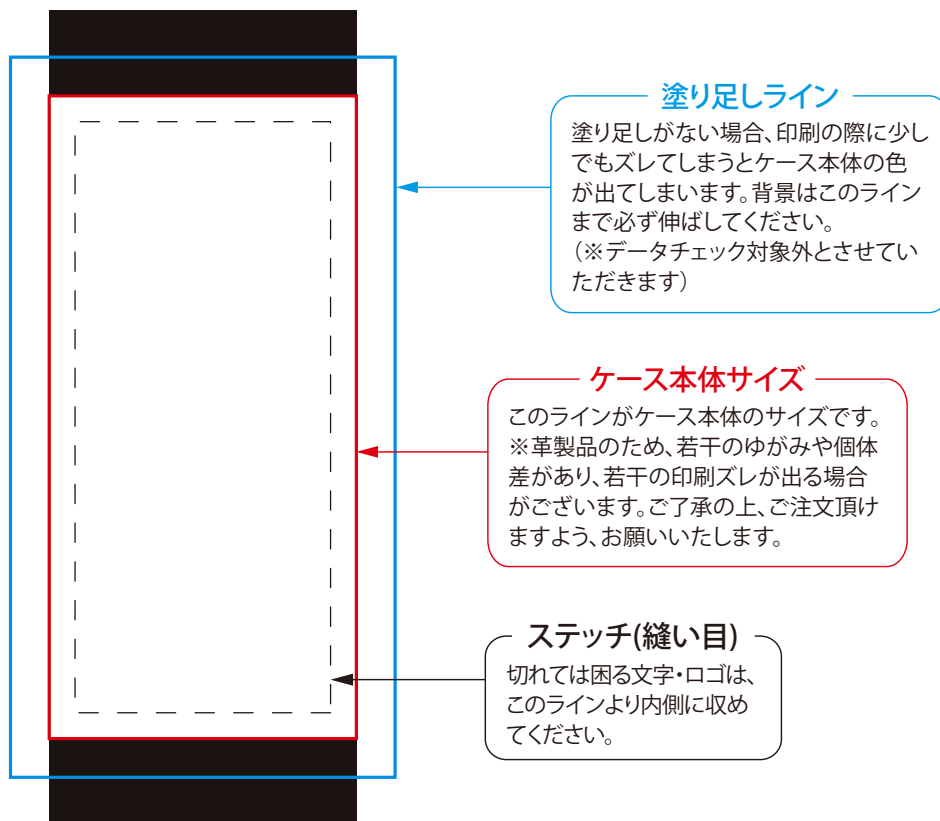 塗り足しライン
塗り足しがない場合、印刷の際に少し
でもズレてしまうとケース本体の色
が出てしまいます。背景はこのライン
まで必ず伸ばしてください。
(※データチェック対象外とさせてい
ただきます)
ケース本体サイズ
このラインがケース本体のサイズです。
※革製品のため、若干のゆがみや個体
差があり、若干の印刷ズレが出る場合
がございます。ご了承の上、ご注文頂け
ますよう、お願いいたします。
ステッチ(縫い目)
切れては困る文字・ロゴは、
このラインより内側に収め
てください。